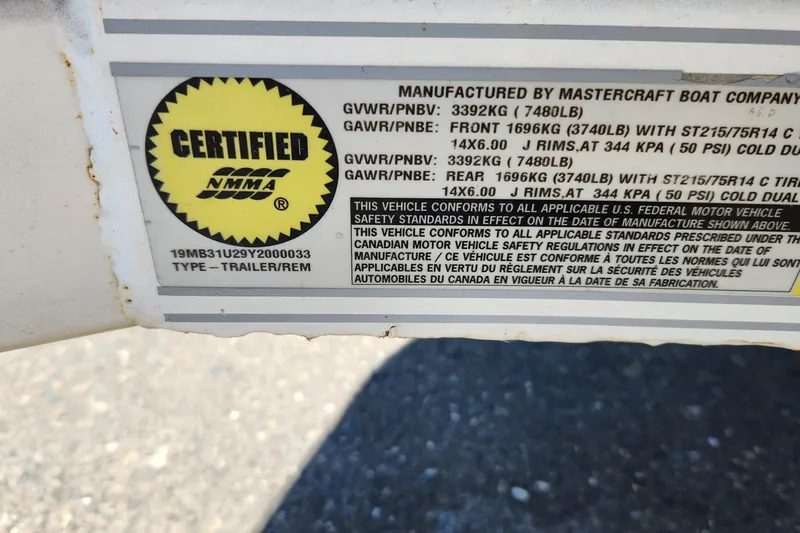 CERTIFIED
NMMA
®
19MB31U29Y2000033
TYPE – TRAILER/REM
MANUFACTURED BY MASTERCRAFT BOAT COMPANY
GVWR/PNBV: 3392KG ( 7480LB)
GAWR/PNBE: FRONT 1696KG (3740LB) WITH ST215/75R14 C
14X6.00 J RIMS,AT 344 KPA ( 50 PSI) COLD
GVWR/PNBV: 3392KG ( 7480LB)
GAWR/PNBE: REAR 1696KG (3740LB) WITH ST215/75R14 C
14X6.00 J RIMS,AT 344 KPA ( 50 PSI) COLD DUAL
THIS VEHICLE CONFORMS TO ALL APPLICABLE U.S. FEDERAL MOTOR VEHICLE
SAFETY STANDARDS IN EFFECT ON THE DATE OF MANUFACTURE SHOWN ABOVE.
THIS VEHICLE CONFORMS TO ALL APPLICABLE STANDARDS PRESCRIBED UNDER
CANADIAN MOTOR VEHICLE SAFETY REGULATIONS IN EFFECT ON THE DATE OF
MANUFACTURE / CE VÉHICULE EST CONFORME À TOUTES LES NORMES QUI LUI SONT
APPLICABLES EN VERTU DU RÈGLEMENT SUR LA SÉCURITÉ DES VÉHICULES
AUTOMOBILES DU CANADA EN VIGUEUR À LA DATE DE SA FABRICATION.